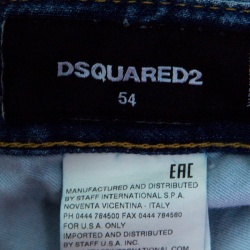 DSQUARED2
54
EAC
MANUFACTURED AND DISTRIBUTED
BY STAFF INTERNATIONAL S.P.A.
NOVENTA VICENTINA - ITALY
PH 0444 784500 FAX 0444 784560
FOR U.S.A. ONLY
IMPORTED AND DISTRIBUTED
BY STAFF U.S.A. INC